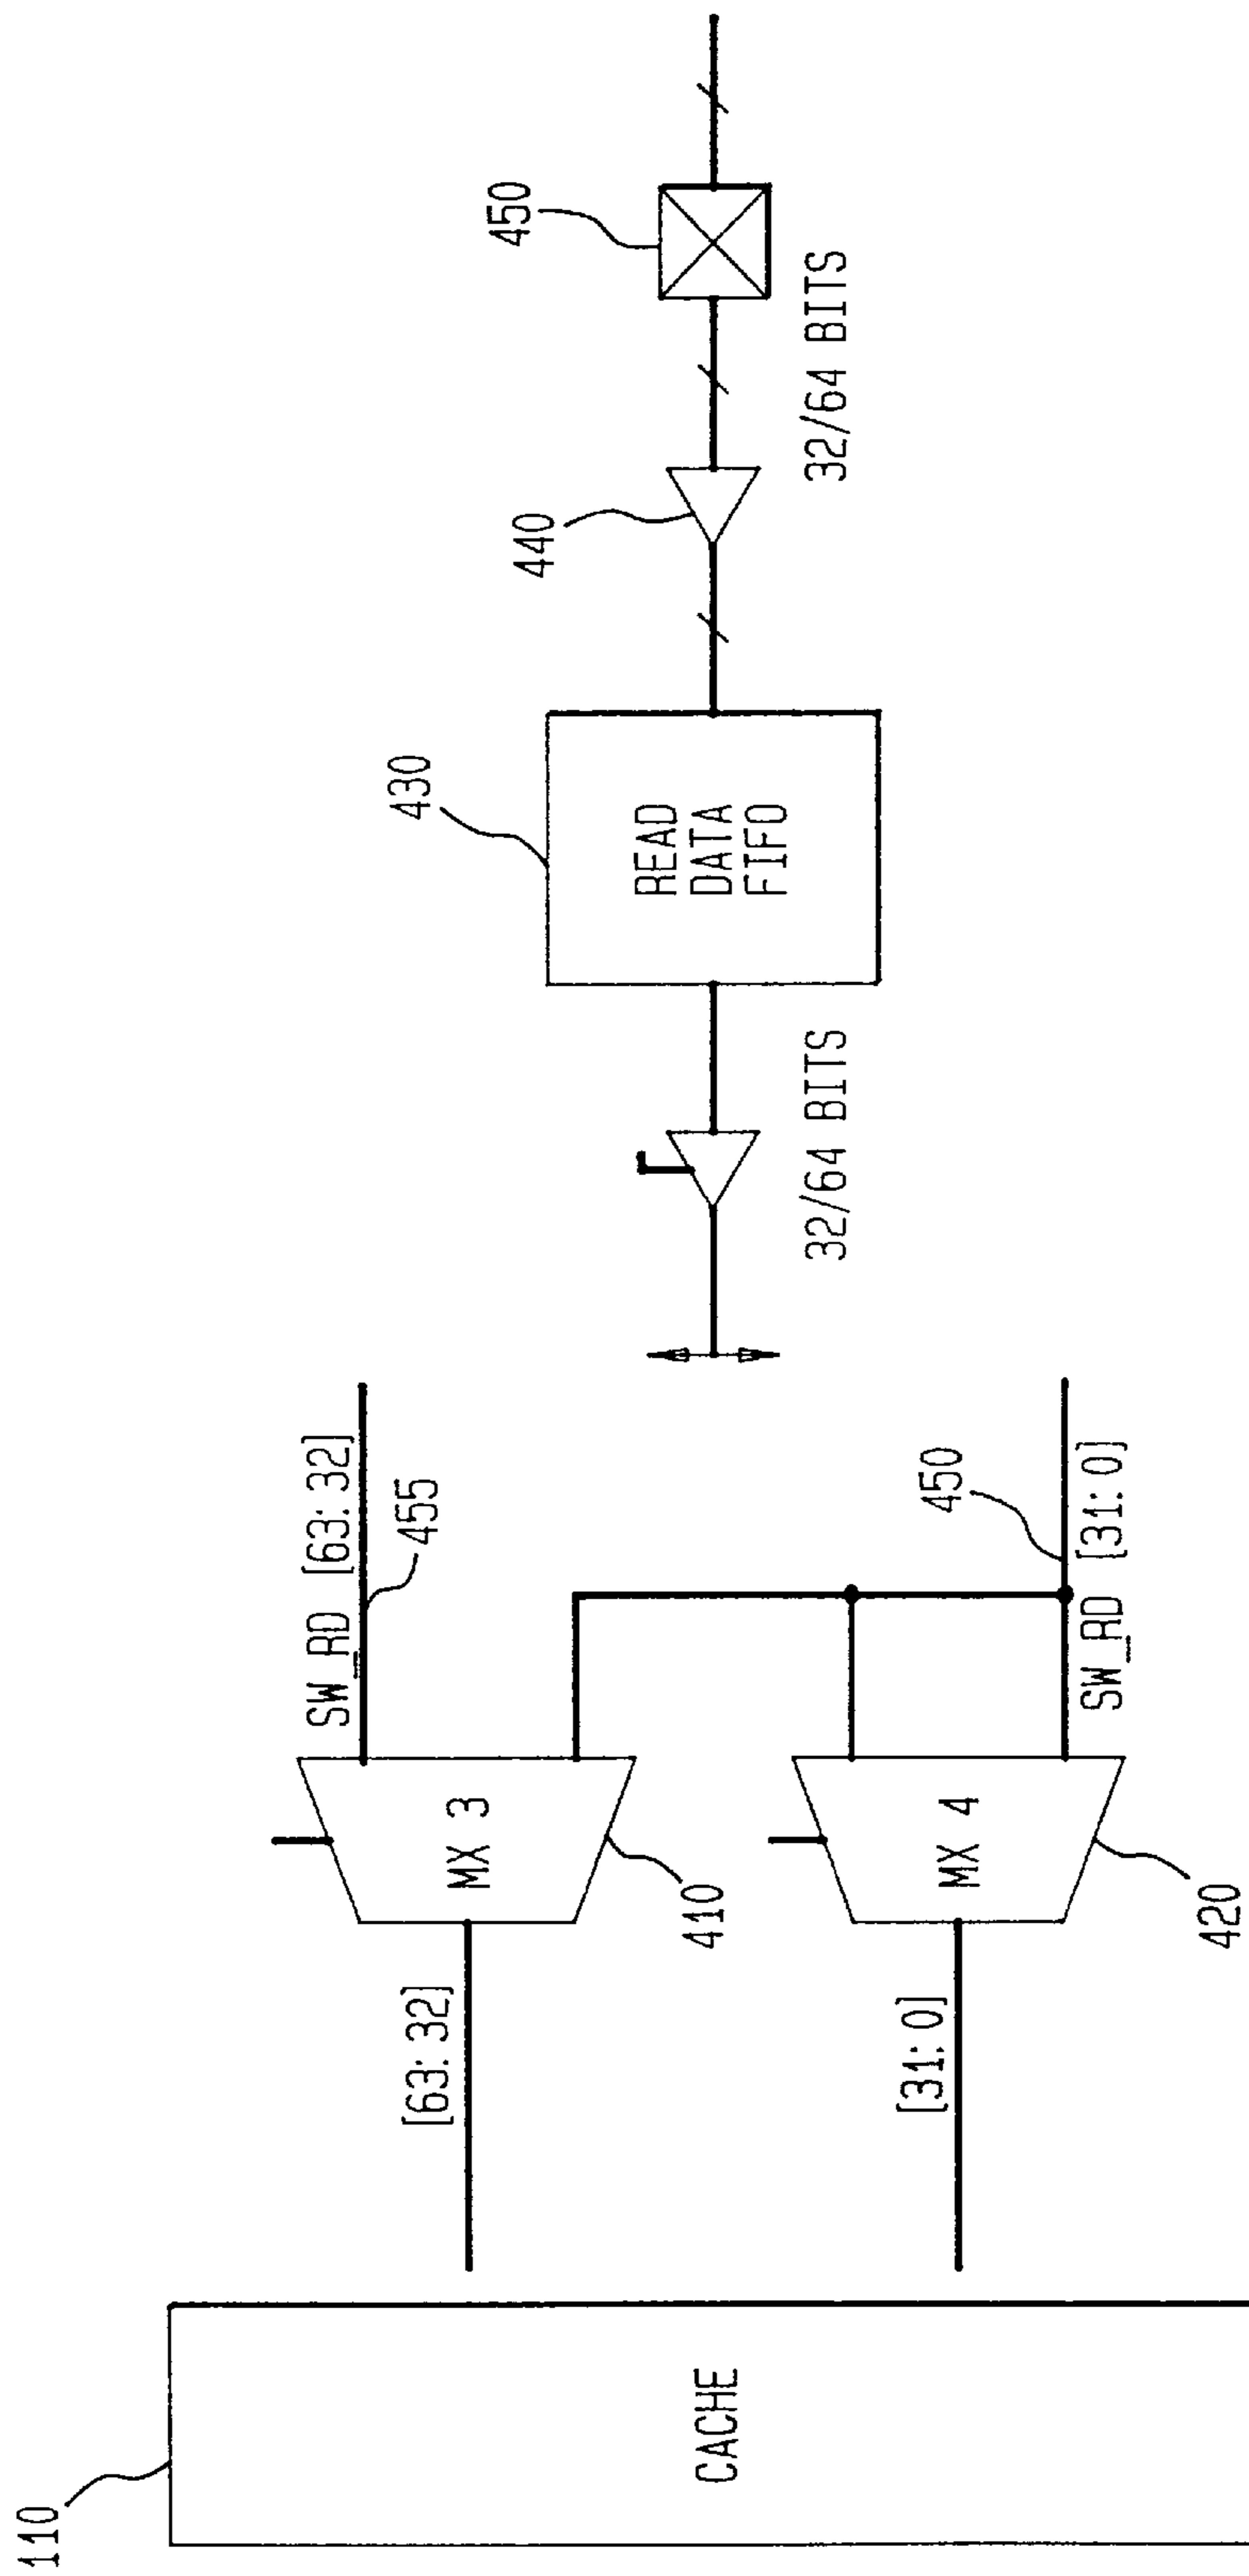 110
CACHE
[63: 32]
[31: 0]
MX 3
410
MX 4
420
SW_RD [63: 32]
455
450
SW_RD [31: 0]
32/64 BITS
430
READ
DATA
FIFO
440
32/64 BITS
450